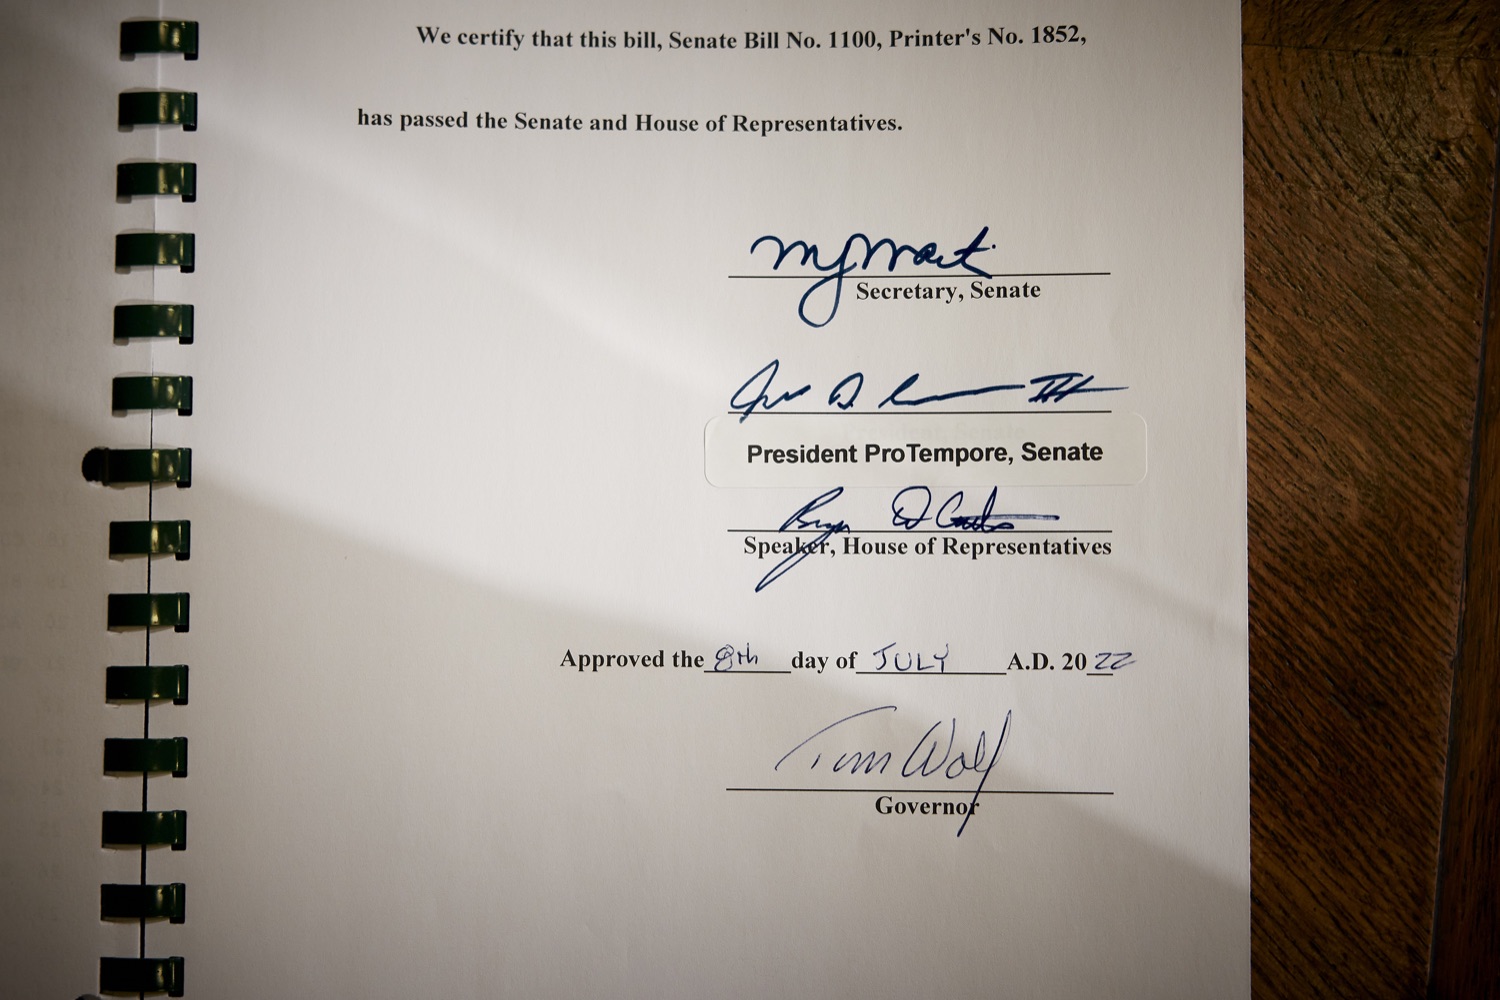 We certify that this bill, Senate Bill No. 1100, Printer's No. 1852,
has passed the Senate and House of Representatives.
Secretary, Senate
President ProTempore, Senate
Speaker, House of Representatives
Approved the 8th day of JULY A.D. 20 22
Tom Wolf
Governor